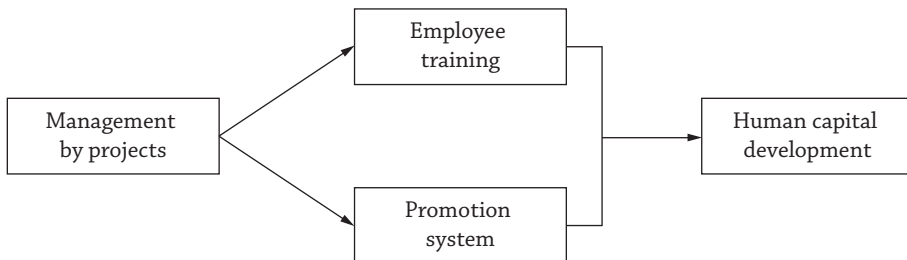 Management
by projects
Employee
training
Promotion
system
Human capital
development